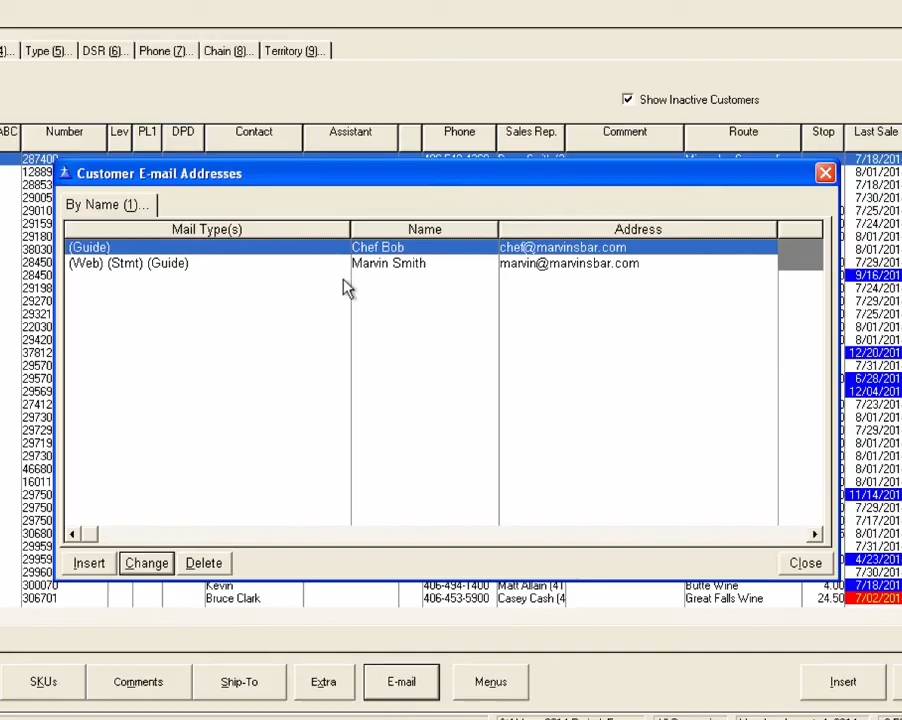 4)... Type (5)... DSR (6)... Phone (7)... Chain (8)... Territory (9)...
Show Inactive Customers
ABC Number Lev PL1 DPD Contact Assistant Phone Sales Rep. Comment Route Stop Last Sale
287400 7/18/201
12889 8/01/201
28853 7/18/201
29010 7/25/201
29159
29180 8/01/201
38030
28450 7/29/201
28450 9/16/201
29198 7/24/201
29270 7/29/201
29321 7/25/201
22030 8/01/201
29420 8/01/201
37812 12/20/201
29570 7/31/201
29570 6/28/201
29569 12/04/201
27412 7/23/201
29730 8/01/201
29729 7/29/201
29719 8/01/201
29730 8/01/201
46680 8/01/201
16011 8/01/201
29750 11/14/201
29750 7/29/201
29750 7/17/201
30680 8/01/201
29959 7/31/201
29959 4/23/201
29960 7/30/201
300070 Kevin 406-494-1400 Matt Allain (41 Butte Wine 4.00 7/18/201
306701 Bruce Clark 406-453-5900 Casey Cash (4 Great Falls Wine 24.50 7/02/201
Customer E-mail Addresses
By Name (1)...
Mail Type(s) Name Address
(Guide) Chef Bob chef@marvinsbar.com
(Web) (Stmt) (Guide) Marvin Smith marvin@marvinsbar.com
Insert Change Delete Close
SKUs Comments Ship-To Extra E-mail Menus Insert